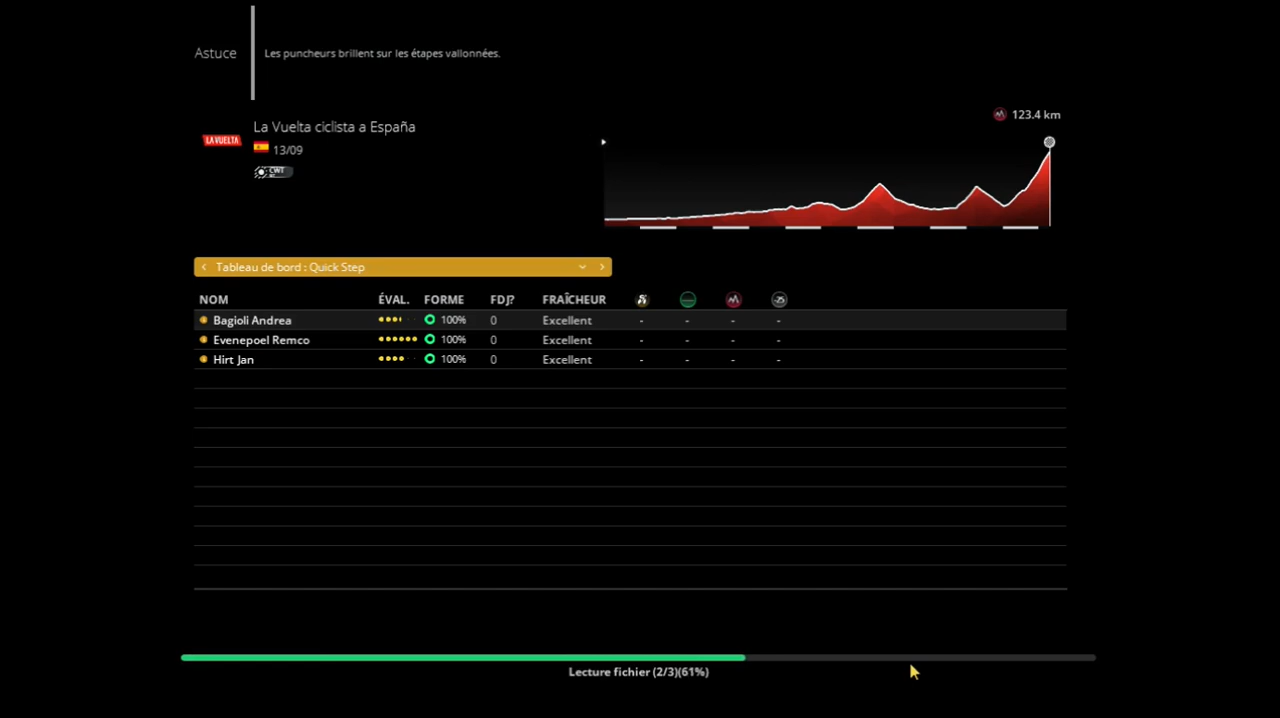 Astuce
Les puncheurs brillent sur les étapes vallonnées.
123.4 km
LA VUELTA
La Vuelta ciclista a España
13/09
CWT
Tableau de bord : Quick Step
NOM ÉVAL. FORME FDJ? FRAÎCHEUR
Bagioli Andrea 100% 0 Excellent - - - -
Evenepoel Remco 100% 0 Excellent - - - -
Hirt Jan 100% 0 Excellent - - - -
Lecture fichier (2/3)(61%)